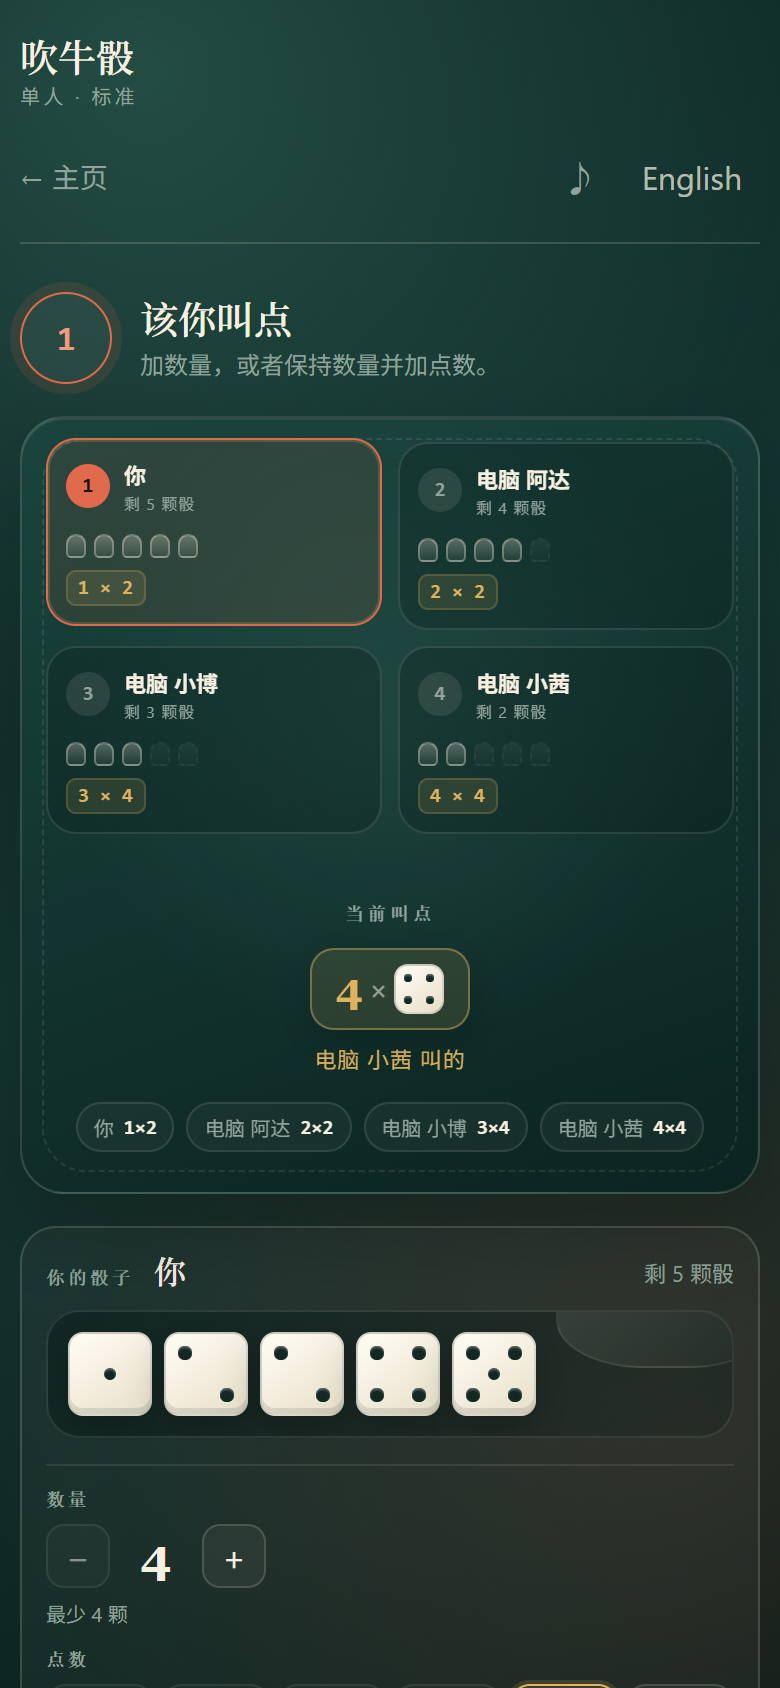 吹牛骰
单人 · 标准
← 主页
♪ English
1
该你叫点
加数量，或者保持数量并加点数。
1 你
剩 5 颗骰
1 × 2
2 电脑 阿达
剩 4 颗骰
2 × 2
3 电脑 小博
剩 3 颗骰
3 × 4
4 电脑 小茜
剩 2 颗骰
4 × 4
当前叫点
4 ×
电脑 小茜 叫的
你 1×2 电脑 阿达 2×2 电脑 小博 3×4 电脑 小茜 4×4
你的骰子 你 剩 5 颗骰
数量
− 4 +
最少 4 颗
点数